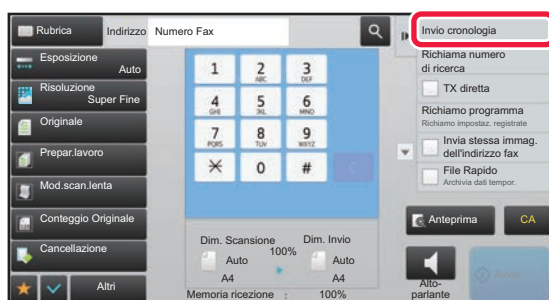 Rubrica
Indirizzo
Numero Fax
Invio cronologia
Esposizione
Auto
Richiama numero
di ricerca
Risoluzione
Super Fine
TX diretta
Originale
Richiamo programma
Richiamo impostaz. registrate
Prepar.lavoro
Invia stessa immag.
dell'indirizzo fax
Mod.scan.lenta
File Rapido
Archivia dati tempor.
1
2 ABC
3 DEF
4 GHI
5 JKL
6 MNO
7 PQRS
8 TUV
9 WXYZ
0
#
C
Conteggio Originale
Anteprima
CA
Cancellazione
Dim. Scansione
100%
Dim. Invio
Auto
A4
Auto
A4
Altri
Memoria ricezione : 100%
Alto-
parlante
Avvio